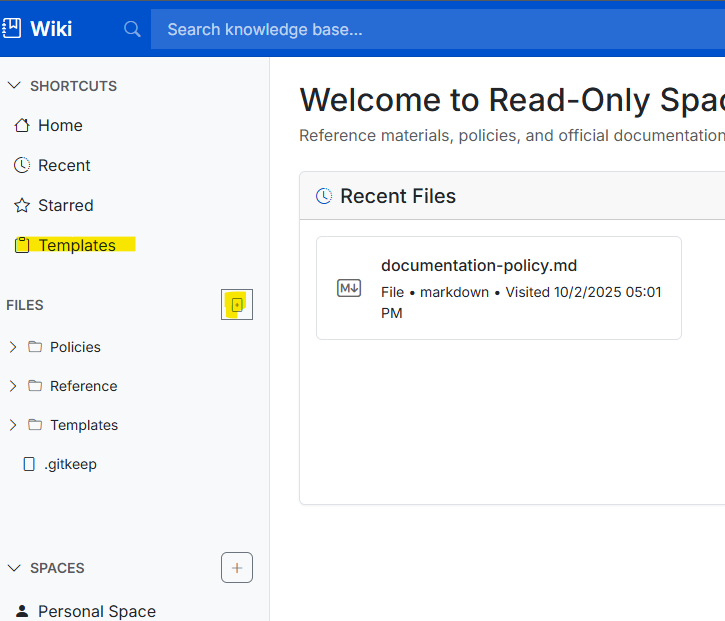 Wiki
Search knowledge base...
SHORTCUTS
Home
Recent
Starred
Templates
FILES
Policies
Reference
Templates
.gitkeep
SPACES
Personal Space
Welcome to Read-Only Spac
Reference materials, policies, and official documentation
Recent Files
M↓
documentation-policy.md
File • markdown • Visited 10/2/2025 05:01
PM